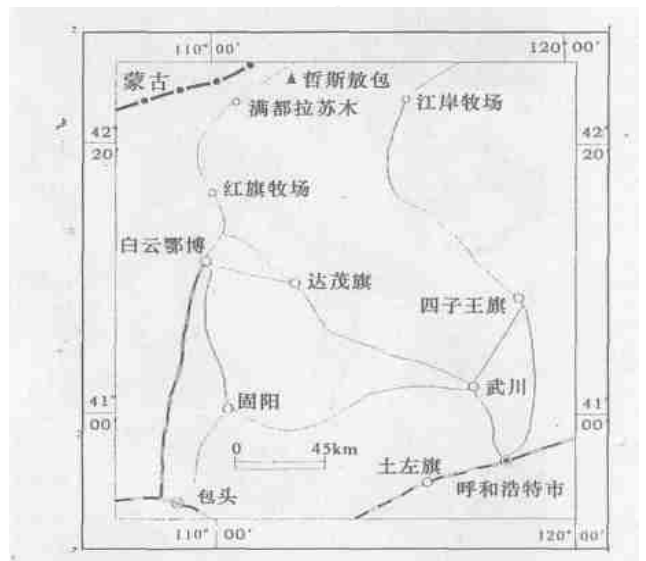 110° 00′
120° 00′
蒙古
哲斯敖包
满都拉苏木
江岸牧场
42°
20′
42°
20′
红旗牧场
白云鄂博
达茂旗
四子王旗
武川
41°
00′
41°
00′
固阳
0 45km
土左旗
呼和浩特市
包头
110° 00′
120° 00′